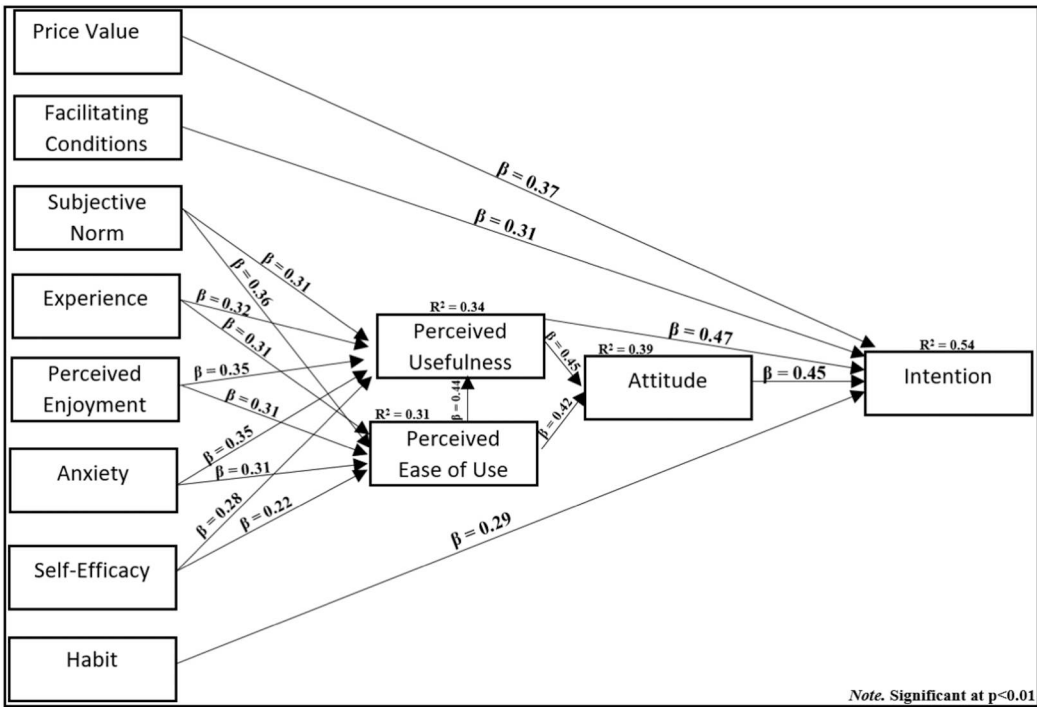 Price Value
Facilitating
Conditions
Subjective
Norm
Experience
Perceived
Enjoyment
Anxiety
Self-Efficacy
Habit
β = 0.37
β = 0.31
β = 0.31
β = 0.36
β = 0.32
β = 0.31
β = 0.35
β = 0.31
β = 0.35
β = 0.31
β = 0.28
β = 0.22
β = 0.29
R² = 0.34
Perceived
Usefulness
β = 0.44
R² = 0.31
Perceived
Ease of Use
β = 0.47
β = 0.45
β = 0.42
R² = 0.39
Attitude
β = 0.45
R² = 0.54
Intention
Note. Significant at p<0.01